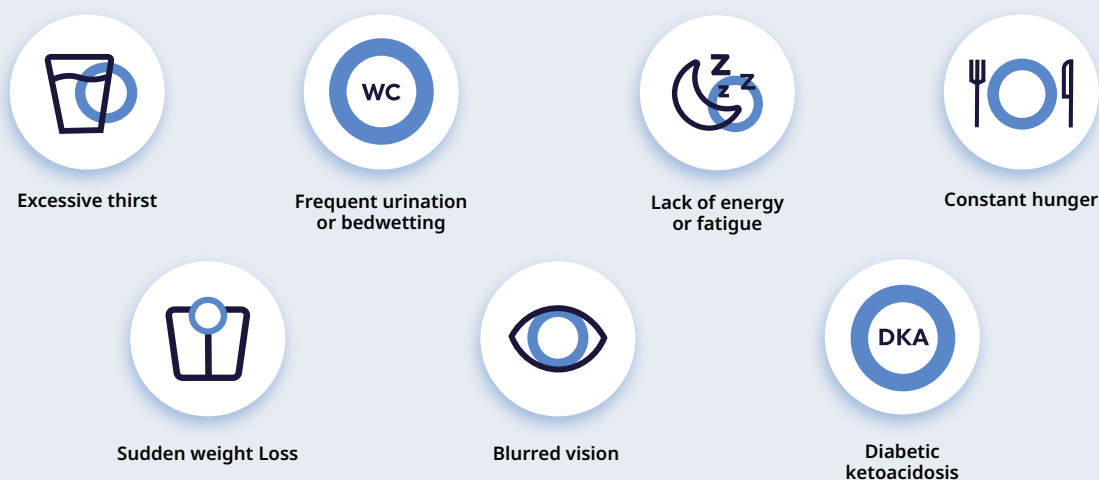 WC
z
z
z
Excessive thirst
Frequent urination
or bedwetting
Lack of energy
or fatigue
Constant hunger
DKA
Sudden weight Loss
Blurred vision
Diabetic
ketoacidosis